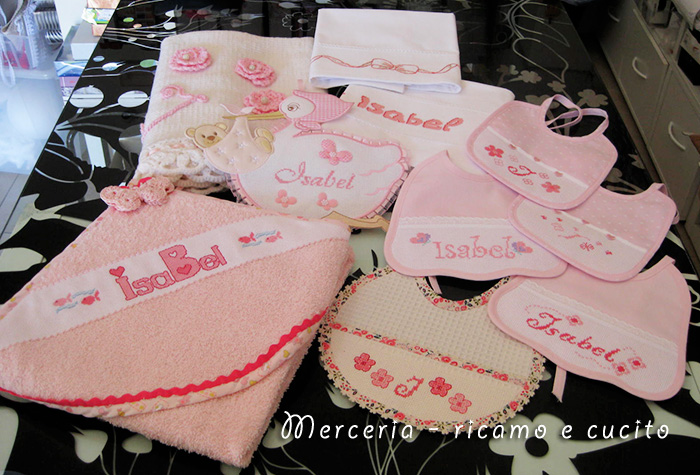 Isabel
I
Isabel
Isabel
I
IsaBel
Isabel
I
Merceria - ricamo e cucito